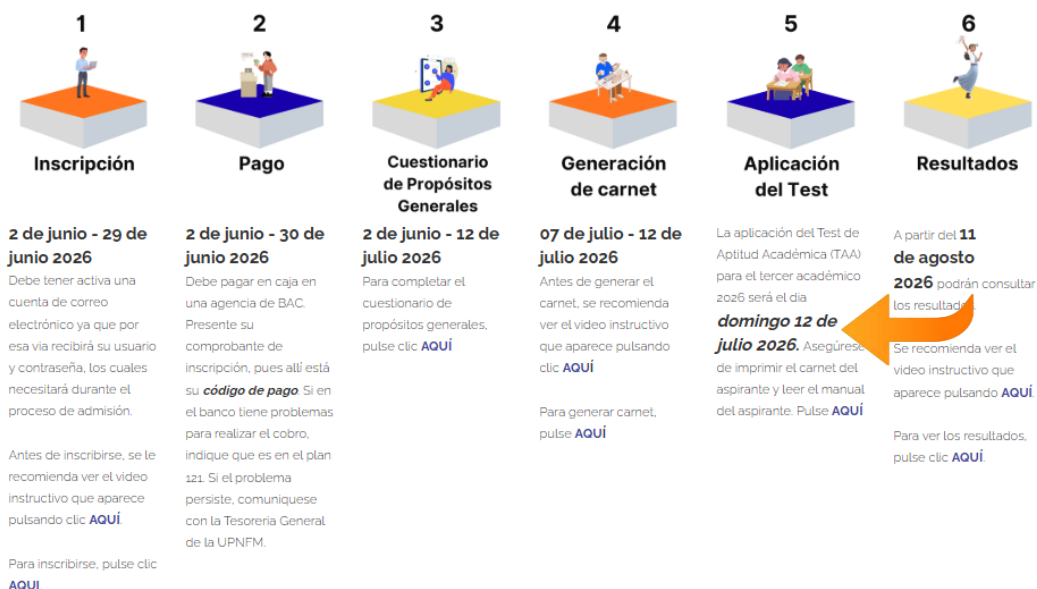 1
Inscripción
2 de junio - 29 de
junio 2026
Debe tener activa una
cuenta de correo
electrónico ya que por
esa via recibirá su usuario
y contraseña, los cuales
necesitará durante el
proceso de admisión.
Antes de inscribirse, se le
recomienda ver el video
instructivo que aparece
pulsando clic AQUÍ.
Para inscribirse, pulse clic
AQUI
2
Pago
2 de junio - 30 de
junio 2026
Debe pagar en caja en
una agencia de BAC.
Presente su
comprobante de
inscripción, pues allí está
su código de pago. Si en
el banco tiene problemas
para realizar el cobro,
indique que es en el plan
121. Si el problema
persiste, comuniquese
con la Tesoreria General
de la UPNFM.
3
Cuestionario
de Propósitos
Generales
2 de junio - 12 de
julio 2026
Para completar el
cuestionario de
propósitos generales,
pulse clic AQUÍ
4
Generación
de carnet
07 de julio - 12 de
julio 2026
Antes de generar el
carnet, se recomienda
ver el video instructivo
que aparece pulsando
clic AQUÍ
Para generar carnet,
pulse AQUÍ
5
Aplicación
del Test
La aplicación del Test de
Aptitud Académica (TAA)
para el tercer académico
2026 será el dia
domingo 12 de
julio 2026. Asegúrese
de imprimir el carnet del
aspirante y leer el manual
del aspirante. Pulse AQUÍ
6
Resultados
A partir del 11
de agosto
2026 podrán consultar
los resultados.
Se recomienda ver el
video instructivo que
aparece pulsando AQUÍ.
Para ver los resultados,
pulse clic AQUÍ.